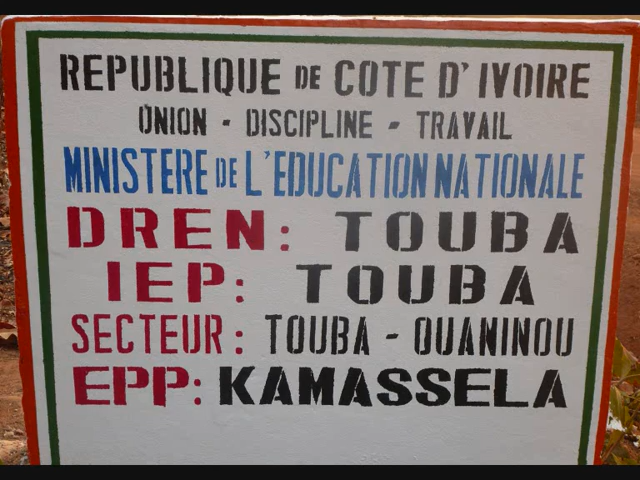 REPUBLIQUE DE COTE D'IVOIRE
UNION - DISCIPLINE - TRAVAIL
MINISTERE DE L'EDUCATION NATIONALE
DREN: TOUBA
IEP: TOUBA
SECTEUR: TOUBA - OUANINOU
EPP: KAMASSELA